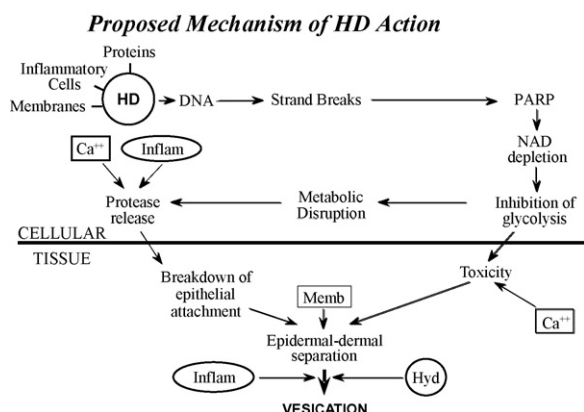 Proposed Mechanism of HD Action
Proteins
Inflammatory
Cells
Membranes
HD
DNA
Strand Breaks
PARP
NAD
depletion
Ca++
Inflam
Protease
release
Metabolic
Disruption
Inhibition of
glycolysis
CELLULAR
TISSUE
Breakdown of
epithelial
attachment
Memb
Toxicity
Ca++
Epidermal-dermal
separation
Inflam
Hyd
VESICATION